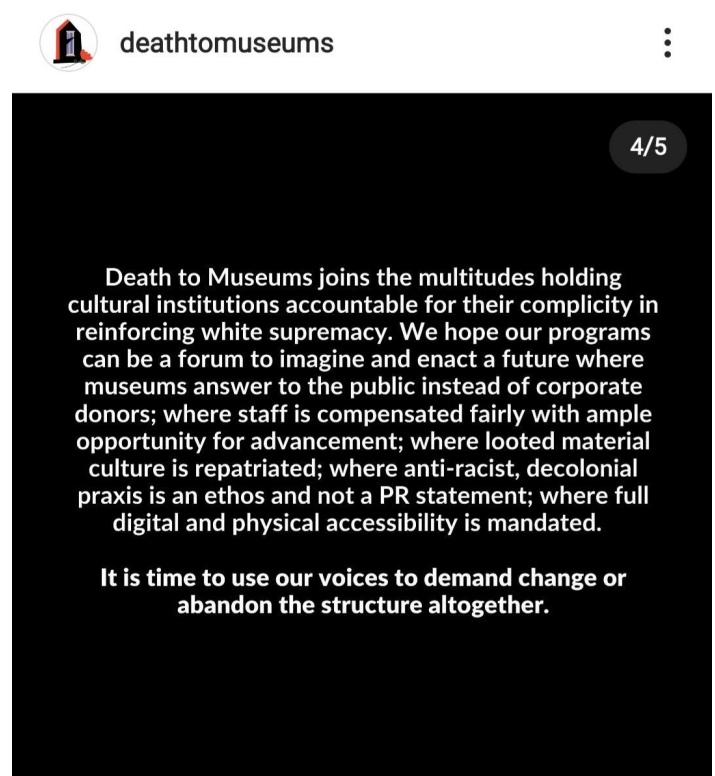 deathtomuseums
4/5
Death to Museums joins the multitudes holding
cultural institutions accountable for their complicity in
reinforcing white supremacy. We hope our programs
can be a forum to imagine and enact a future where
museums answer to the public instead of corporate
donors; where staff is compensated fairly with ample
opportunity for advancement; where looted material
culture is repatriated; where anti-racist, decolonial
praxis is an ethos and not a PR statement; where full
digital and physical accessibility is mandated.
It is time to use our voices to demand change or
abandon the structure altogether.